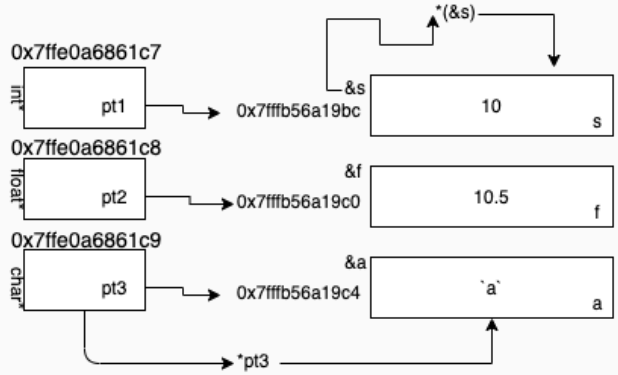 *(&s)
0x7ffe0a6861c7
int*
pt1
&s
0x7fffb56a19bc
10
s
0x7ffe0a6861c8
float*
pt2
&f
0x7fffb56a19c0
10.5
f
0x7ffe0a6861c9
char*
pt3
&a
0x7fffb56a19c4
`a`
a
*pt3